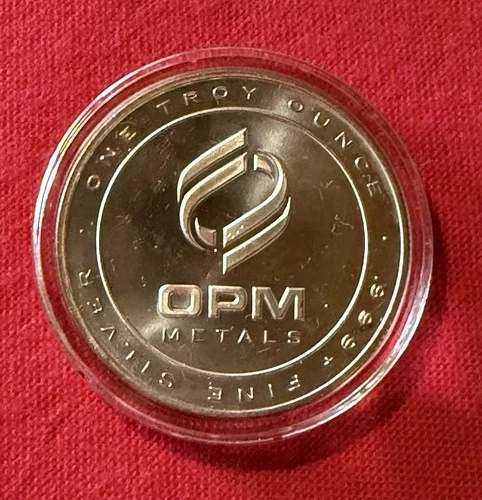 ONE TROY OUNCE · .999+ FINE SILVER ·
OPM
METALS